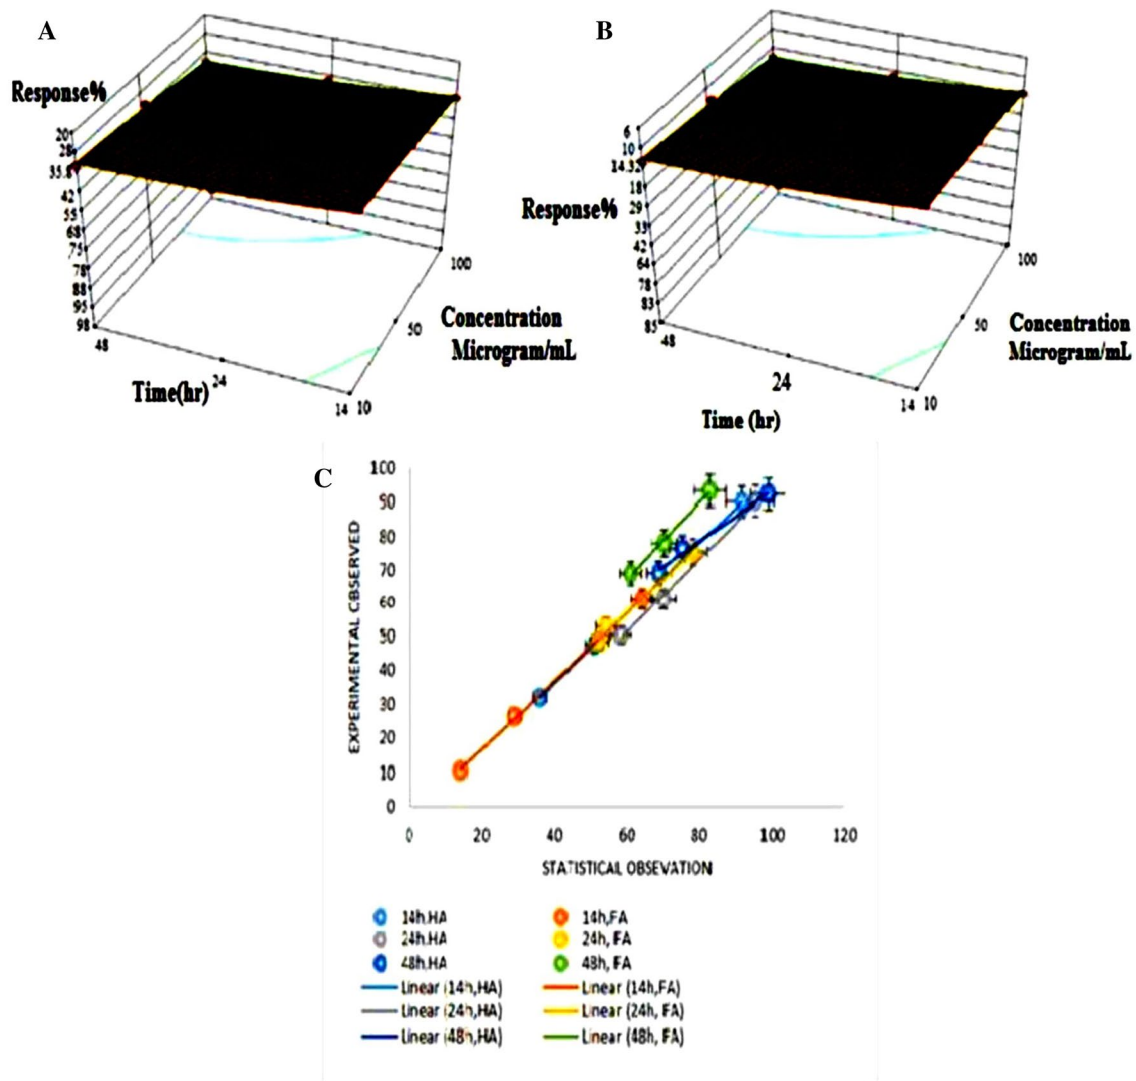 A
Response%
20
28
35.8
42
55
68
75
78
88
95
98
48
24
14
10
50
100
Time(hr)
Concentration
Microgram/mL
B
Response%
6
10
14.32
18
29
33
42
64
78
83
85
48
24
14
10
50
100
Time (hr)
Concentration
Microgram/mL
C
EXPERIMENTAL OBSERVED
100
90
80
70
60
50
40
30
20
10
0
0 20 40 60 80 100 120
STATISTICAL OBSEVATION
14h,HA 14h,FA
24h,HA 24h, FA
48h,HA 48h, FA
Linear (14h,HA) Linear (14h,FA)
Linear (24h,HA) Linear (24h, FA)
Linear (48h,HA) Linear (48h, FA)